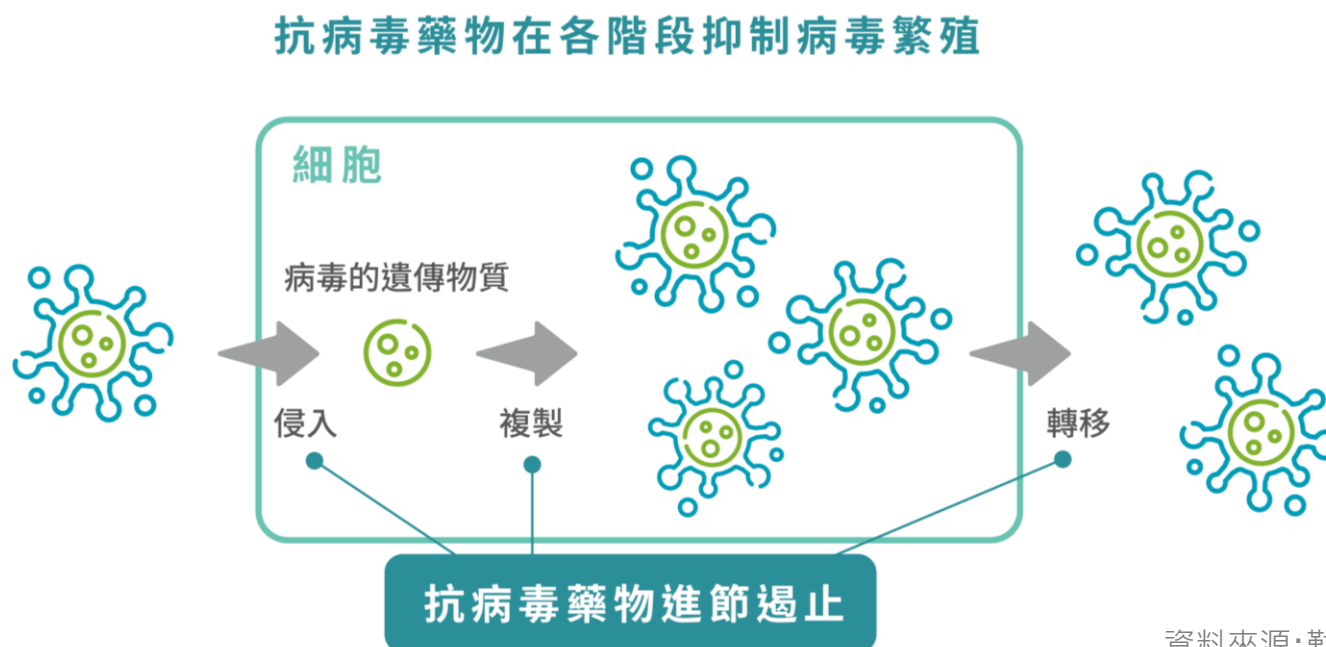 抗病毒藥物在各階段抑制病毒繁殖
細胞
病毒的遺傳物質
侵入
複製
轉移
抗病毒藥物進節遏止
資料來源: